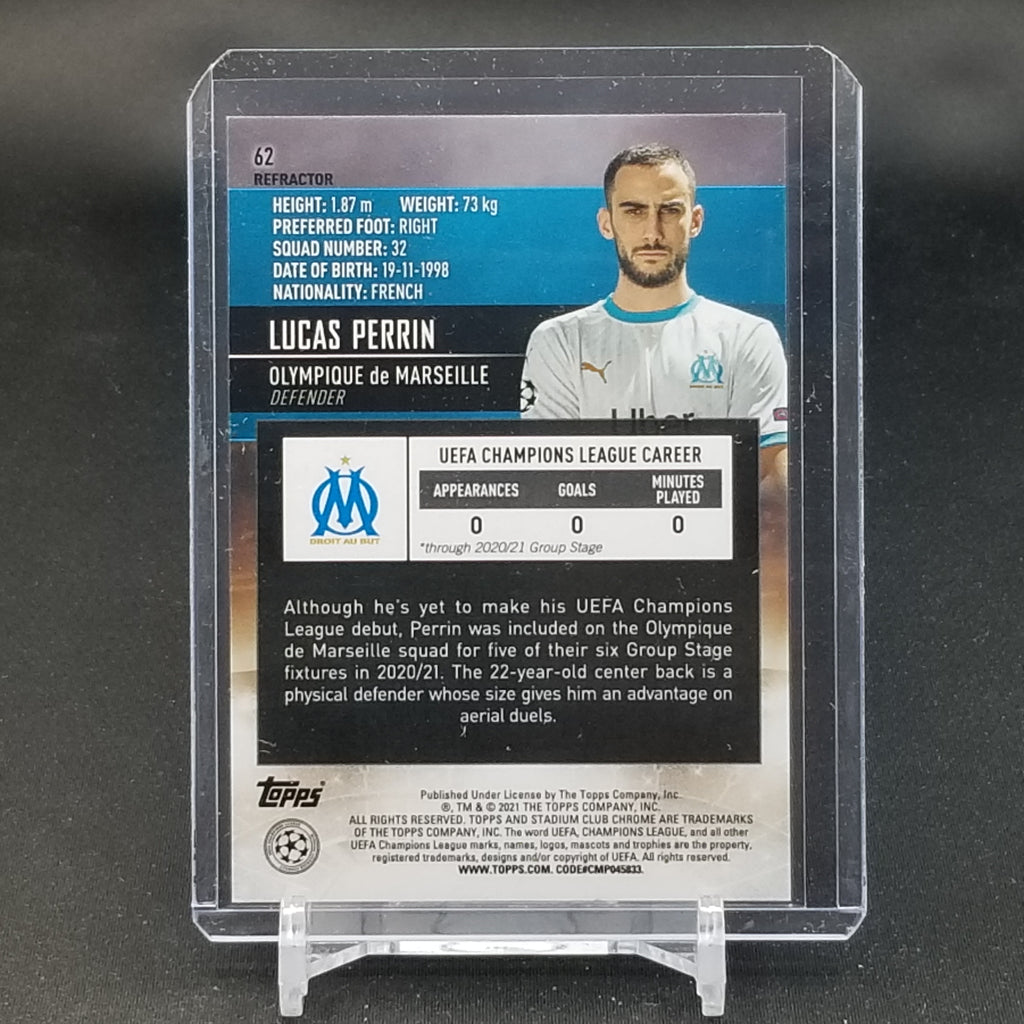 62
REFRACTOR
HEIGHT: 1.87 m WEIGHT: 73 kg
PREFERRED FOOT: RIGHT
SQUAD NUMBER: 32
DATE OF BIRTH: 19-11-1998
NATIONALITY: FRENCH
LUCAS PERRIN
OLYMPIQUE de MARSEILLE
DEFENDER
Uber
UEFA CHAMPIONS LEAGUE CAREER
APPEARANCES GOALS MINUTES PLAYED
0 0 0
*through 2020/21 Group Stage
DROIT AU BUT
Although he's yet to make his UEFA Champions
League debut, Perrin was included on the Olympique
de Marseille squad for five of their six Group Stage
fixtures in 2020/21. The 22-year-old center back is a
physical defender whose size gives him an advantage on
aerial duels.
Topps
Published Under License by The Topps Company, Inc.
®, TM & © 2021 THE TOPPS COMPANY, INC.
ALL RIGHTS RESERVED. TOPPS AND STADIUM CLUB CHROME ARE TRADEMARKS
OF THE TOPPS COMPANY, INC. The word UEFA, CHAMPIONS LEAGUE, and all other
UEFA Champions League marks, names, logos, mascots and trophies are the property,
registered trademarks, designs and/or copyright of UEFA. All rights reserved.
WWW.TOPPS.COM. CODE#CMP045833.